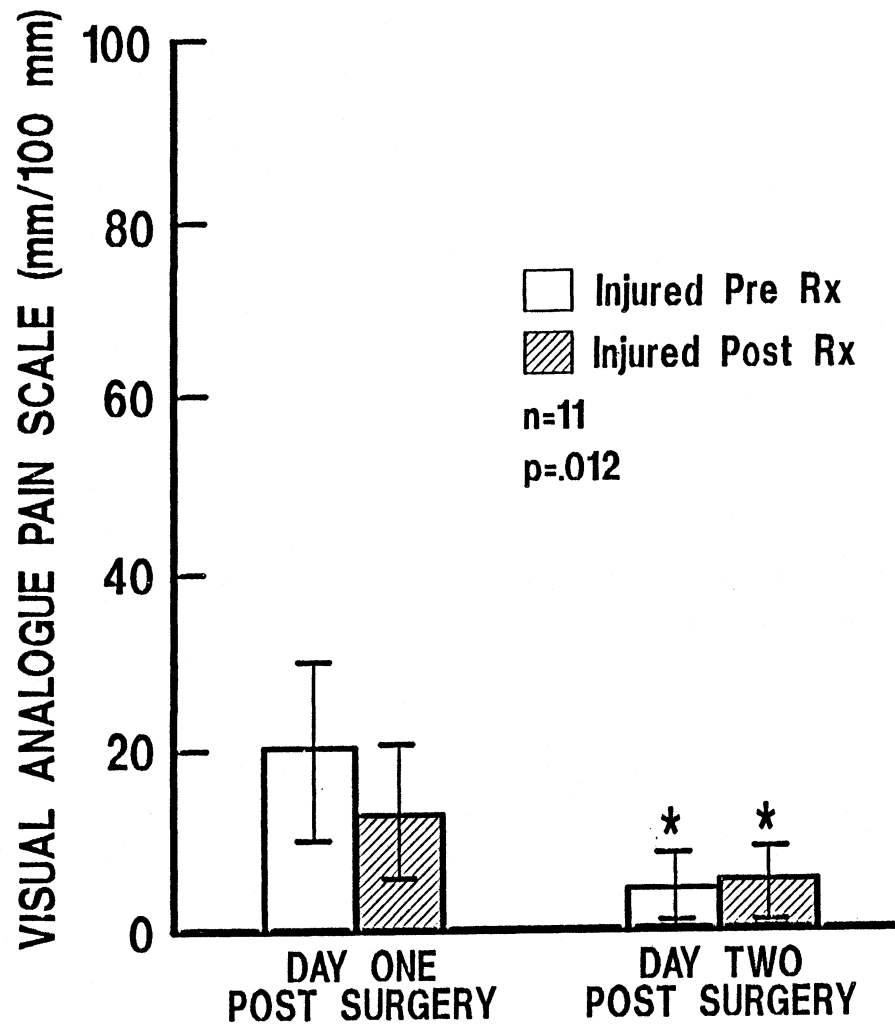 VISUAL ANALOGUE PAIN SCALE (mm/100 mm)
100
80
60
40
20
0
Injured Pre Rx
Injured Post Rx
n=11
p=.012
* *
DAY ONE
POST SURGERY
DAY TWO
POST SURGERY